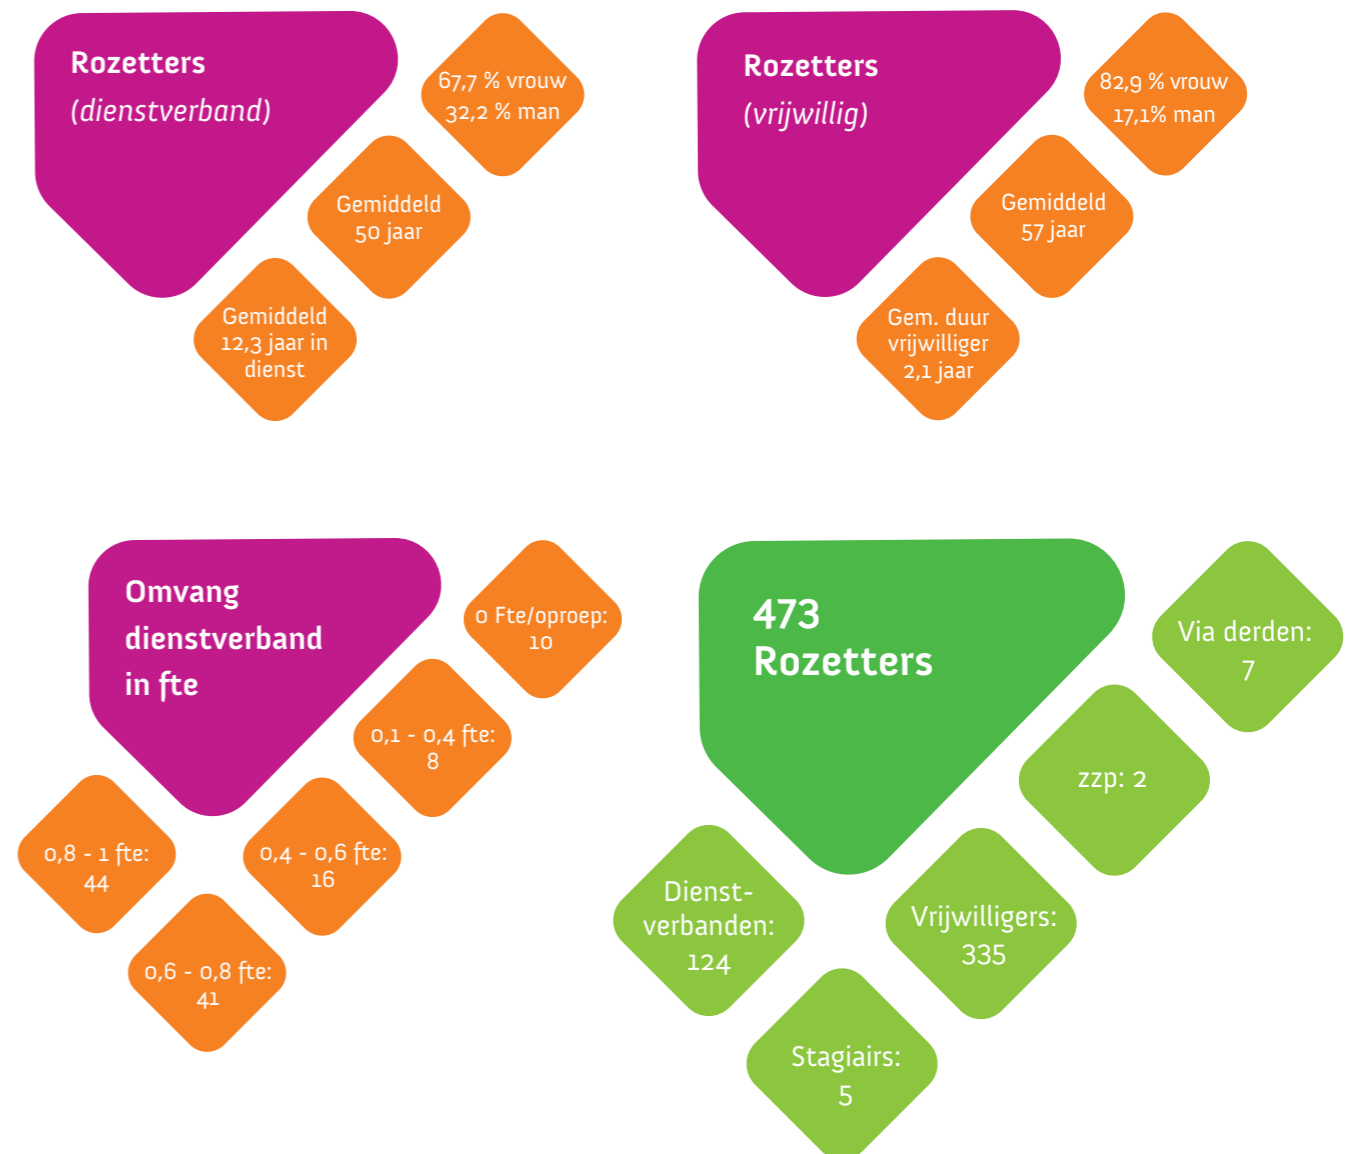 Rozetters
(dienstverband)
67,7 % vrouw
32,2 % man
Gemiddeld
50 jaar
Gemiddeld
12,3 jaar in
dienst
Rozetters
(vrijwillig)
82,9 % vrouw
17,1% man
Gemiddeld
57 jaar
Gem. duur
vrijwilliger
2,1 jaar
Omvang
dienstverband
in fte
0 Fte/oproep:
10
0,1 - 0,4 fte:
8
0,4 - 0,6 fte:
16
0,8 - 1 fte:
44
0,6 - 0,8 fte:
41
473
Rozetters
Via derden:
7
zzp: 2
Vrijwilligers:
335
Dienst-
verbanden:
124
Stagiairs:
5